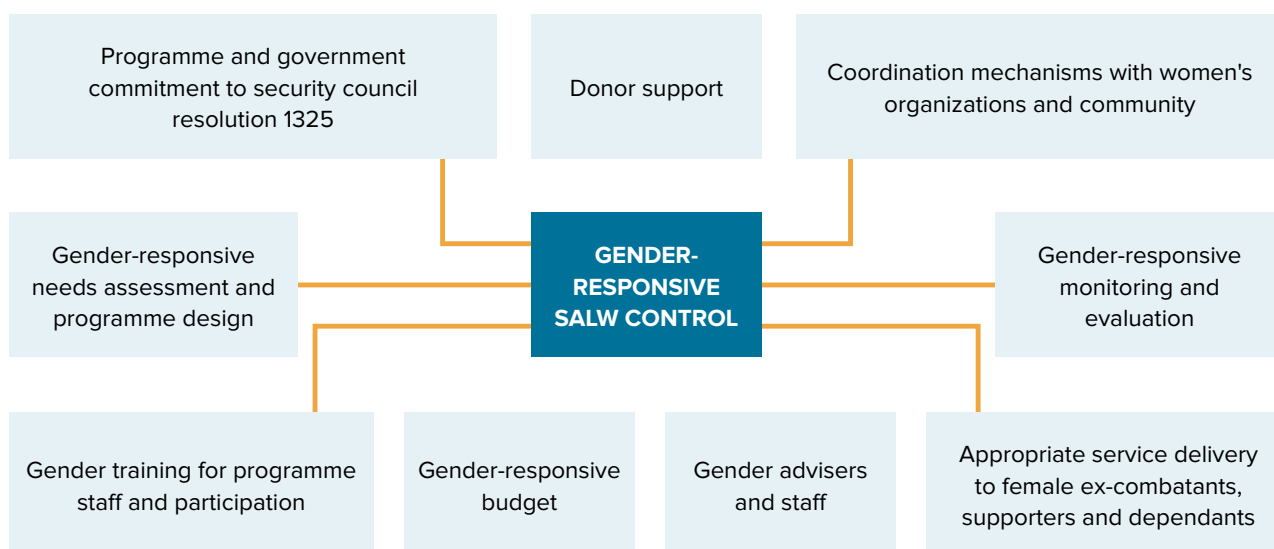 Programme and government
commitment to security council
resolution 1325
Donor support
Coordination mechanisms with women's
organizations and community
Gender-responsive
needs assessment and
programme design
GENDER-
RESPONSIVE
SALW CONTROL
Gender-responsive
monitoring and
evaluation
Gender training for programme
staff and participation
Gender-responsive
budget
Gender advisers
and staff
Appropriate service delivery
to female ex-combatants,
supporters and dependants